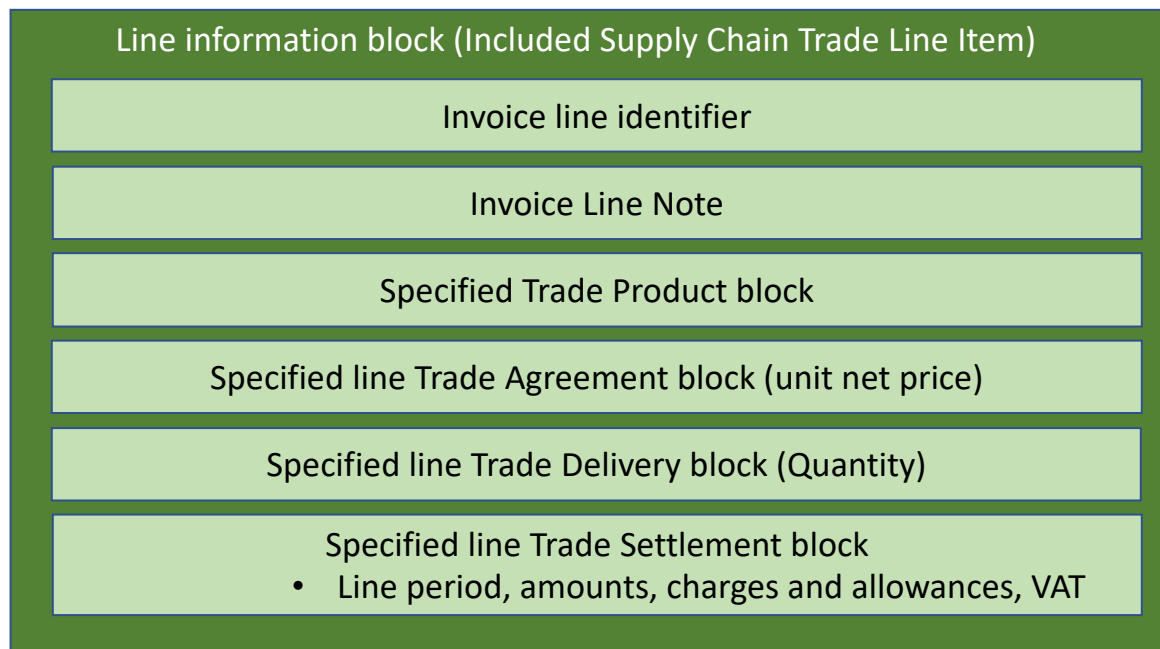 Line information block (Included Supply Chain Trade Line Item)
Invoice line identifier
Invoice Line Note
Specified Trade Product block
Specified line Trade Agreement block (unit net price)
Specified line Trade Delivery block (Quantity)
Specified line Trade Settlement block
• Line period, amounts, charges and allowances, VAT